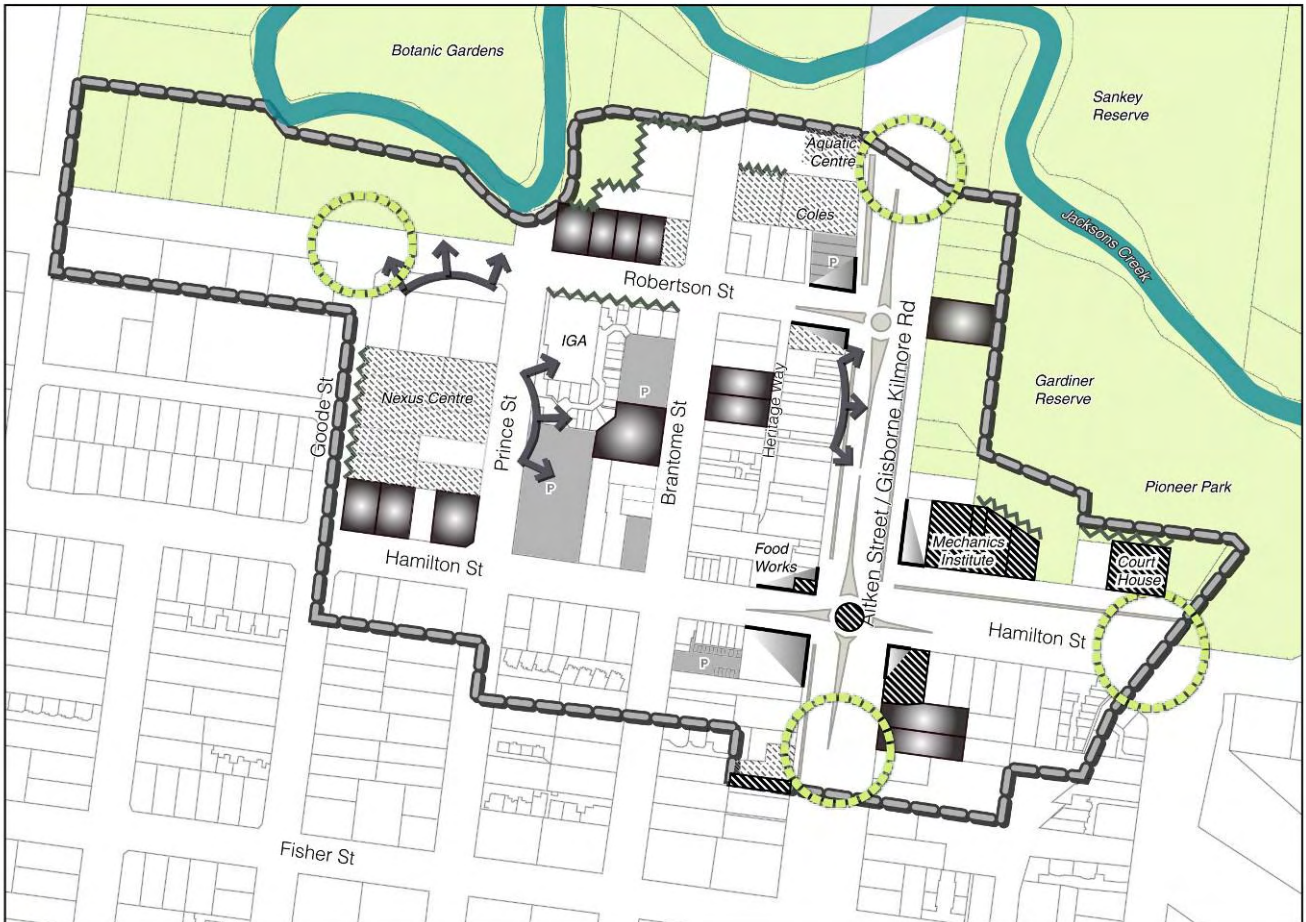 Botanic Gardens
Sankey
Reserve
Aquatic
Centre
Coles
P
Jacksons Creek
Robertson St
IGA
P
Nexus Centre
Goode St
Prince St
Brantome St
Heritage Way
Aitken Street / Gisborne Kilmore Rd
Gardiner
Reserve
P
Pioneer Park
Hamilton St
Food
Works
Mechanics
Institute
Court
House
Hamilton St
P
Fisher St